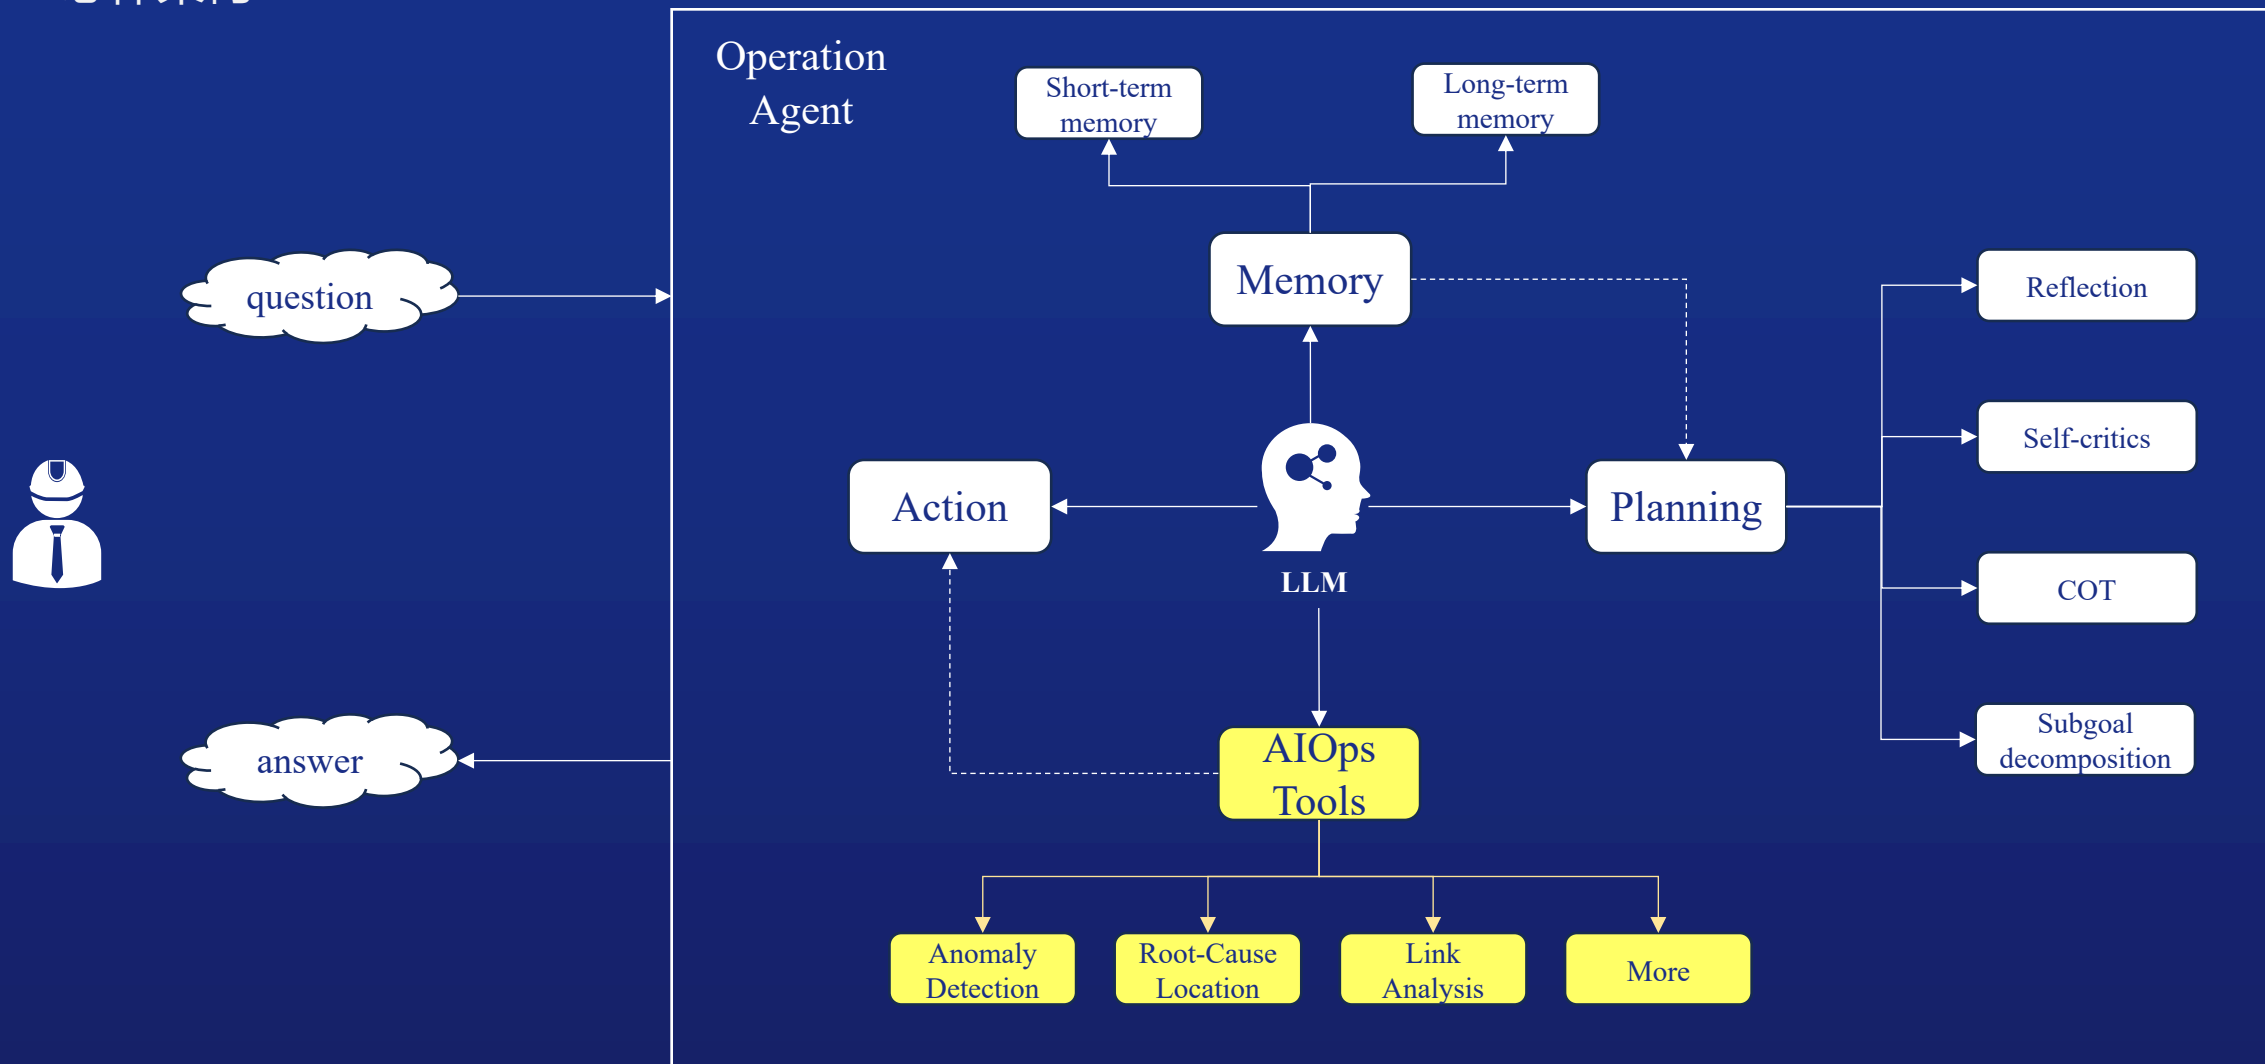 Operation
Agent
Short-term
memory
Long-term
memory
Memory
question
Reflection
Self-critics
Action
Planning
LLM
COT
answer
AIOps
Tools
Subgoal
decomposition
Anomaly
Detection
Root-Cause
Location
Link
Analysis
More